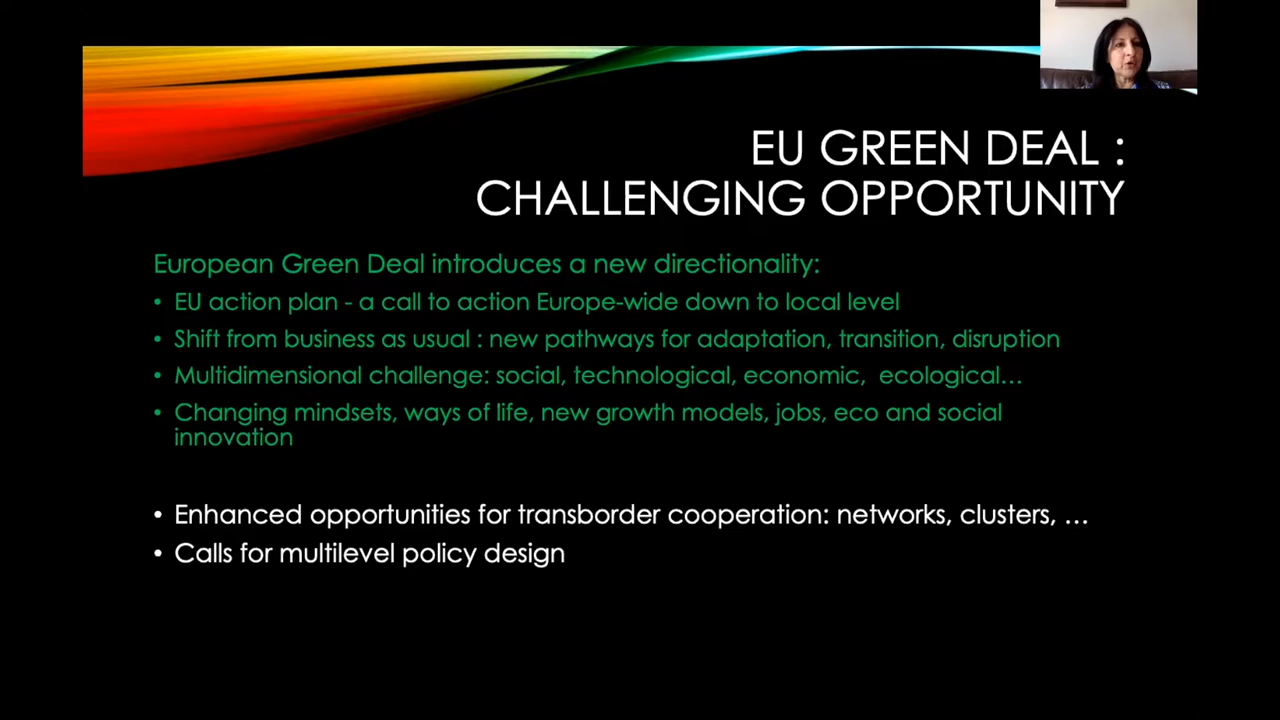 EU GREEN DEAL :
CHALLENGING OPPORTUNITY
European Green Deal introduces a new directionality:
• EU action plan - a call to action Europe-wide down to local level
• Shift from business as usual : new pathways for adaptation, transition, disruption
• Multidimensional challenge: social, technological, economic,  ecological…
• Changing mindsets, ways of life, new growth models, jobs, eco and social
innovation
• Enhanced opportunities for transborder cooperation: networks, clusters, …
• Calls for multilevel policy design